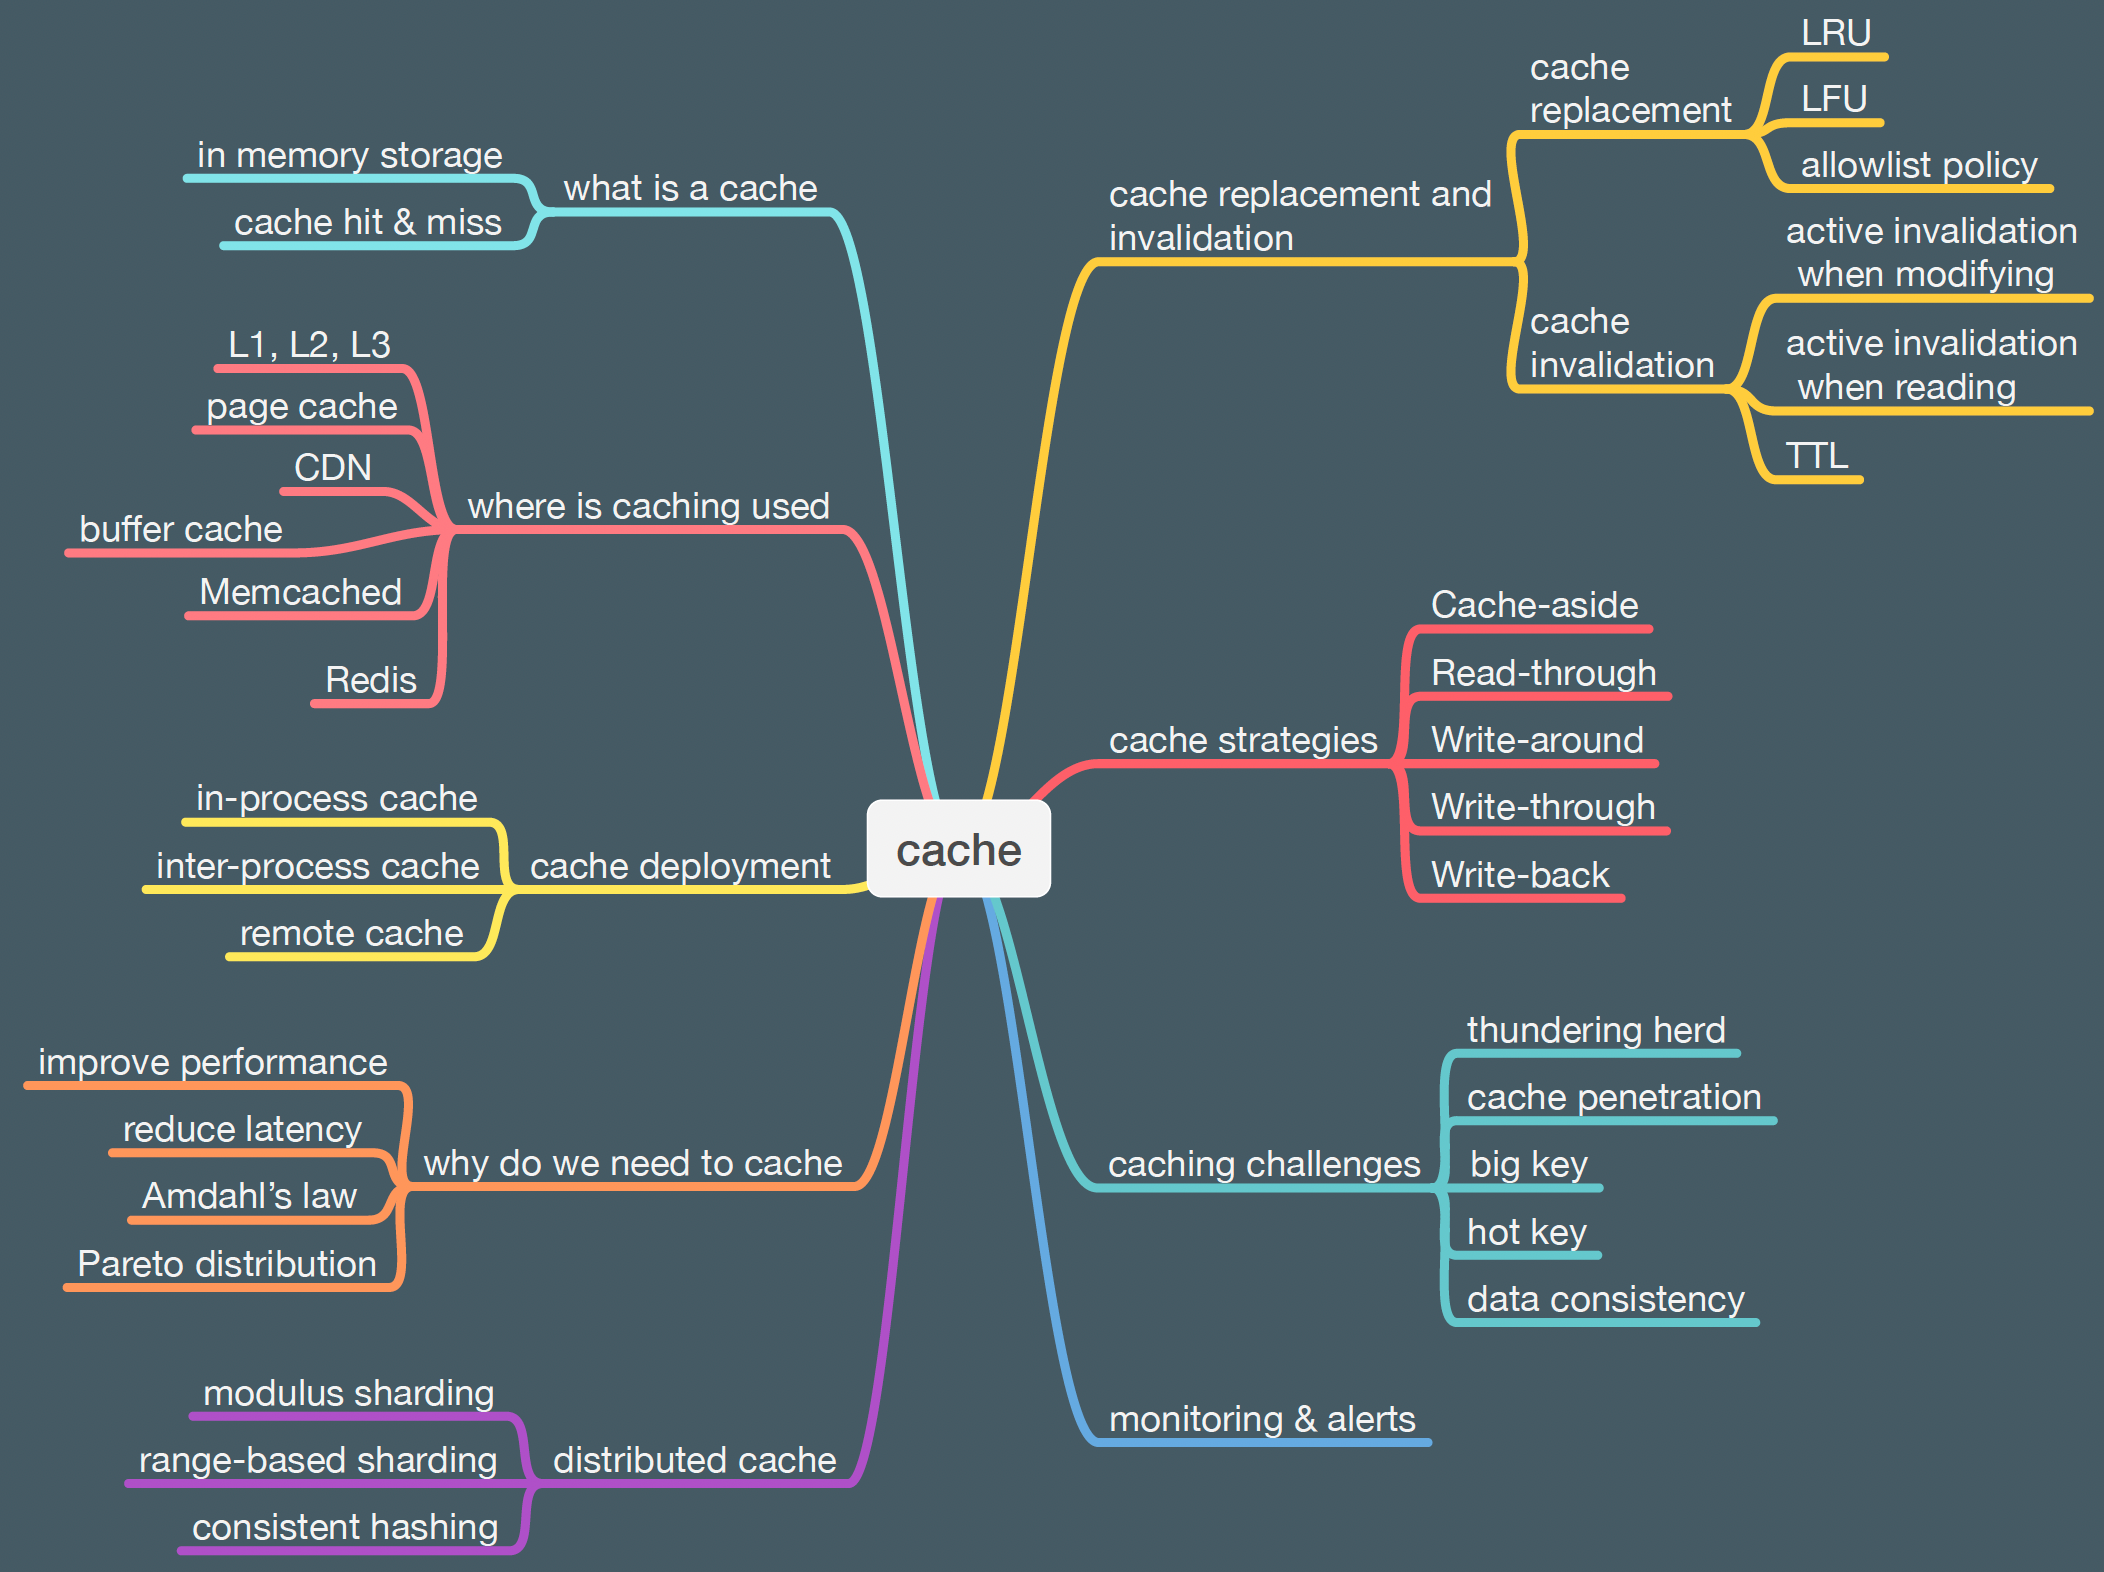 in memory storage
cache hit & miss
what is a cache
L1, L2, L3
page cache
CDN
buffer cache
Memcached
Redis
where is caching used
in-process cache
inter-process cache
remote cache
cache deployment
improve performance
reduce latency
Amdahl’s law
Pareto distribution
why do we need to cache
modulus sharding
range-based sharding
consistent hashing
distributed cache
cache
cache replacement and
invalidation
cache
replacement
LRU
LFU
allowlist policy
cache
invalidation
active invalidation
when modifying
active invalidation
when reading
TTL
cache strategies
Cache-aside
Read-through
Write-around
Write-through
Write-back
caching challenges
thundering herd
cache penetration
big key
hot key
data consistency
monitoring & alerts